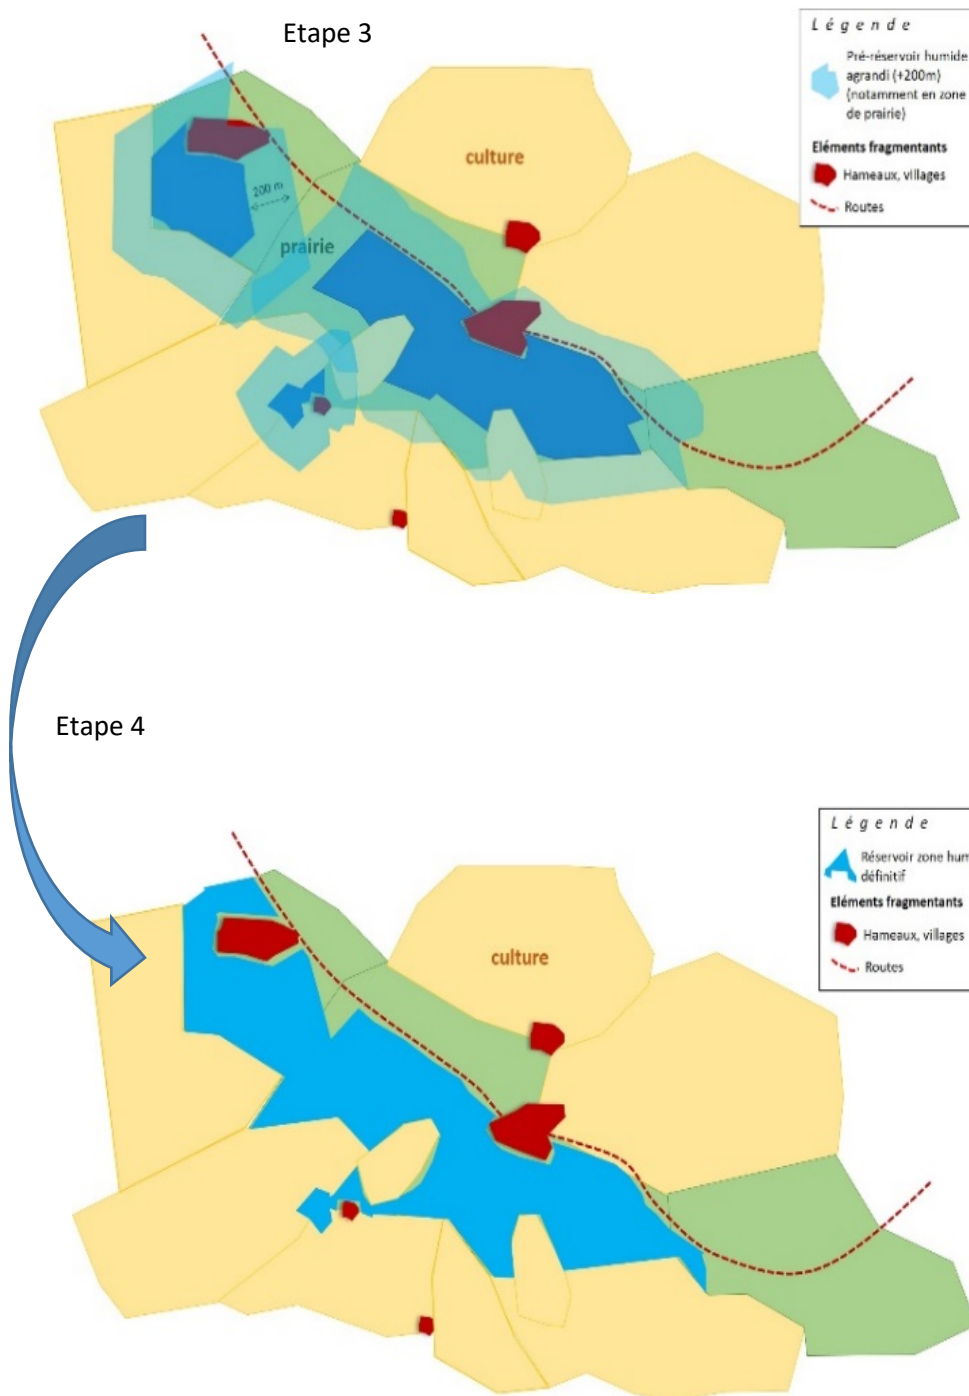 Etape 3
Légende
Pré-réservoir humide
agrandi (+200m)
(notamment en zone
de prairie)
Eléments fragmentants
Hameaux, villages
Routes
culture
200 m
prairie
Etape 4
Légende
Réservoir zone hum
définitif
Eléments fragmentants
Hameaux, villages
Routes
culture